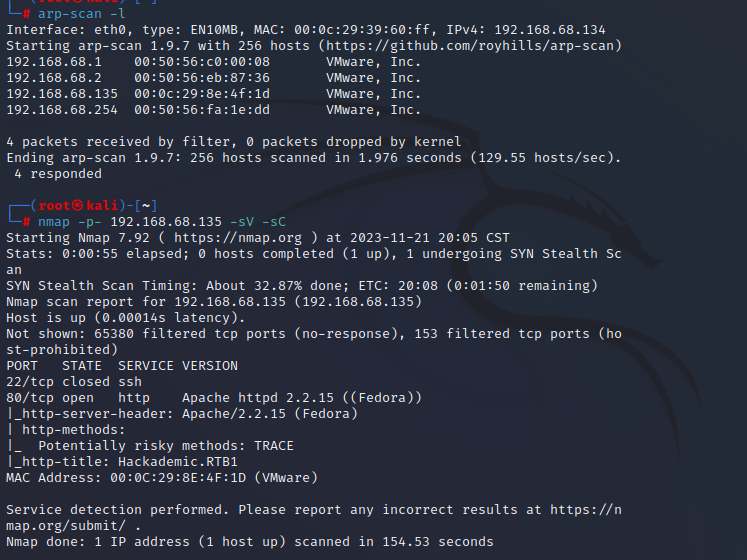 └─# arp-scan -l
Interface: eth0, type: EN10MB, MAC: 00:0c:29:39:60:ff, IPv4: 192.168.68.134
Starting arp-scan 1.9.7 with 256 hosts (https://github.com/royhills/arp-scan)
192.168.68.1    00:50:56:c0:00:08       VMware, Inc.
192.168.68.2    00:50:56:eb:87:36       VMware, Inc.
192.168.68.135  00:0c:29:8e:4f:1d       VMware, Inc.
192.168.68.254  00:50:56:fa:1e:dd       VMware, Inc.

4 packets received by filter, 0 packets dropped by kernel
Ending arp-scan 1.9.7: 256 hosts scanned in 1.976 seconds (129.55 hosts/sec).
 4 responded

┌──(root㉿kali)-[~]
└─# nmap -p- 192.168.68.135 -sV -sC
Starting Nmap 7.92 ( https://nmap.org ) at 2023-11-21 20:05 CST
Stats: 0:00:55 elapsed; 0 hosts completed (1 up), 1 undergoing SYN Stealth Sc
an
SYN Stealth Scan Timing: About 32.87% done; ETC: 20:08 (0:01:50 remaining)
Nmap scan report for 192.168.68.135 (192.168.68.135)
Host is up (0.00014s latency).
Not shown: 65380 filtered tcp ports (no-response), 153 filtered tcp ports (ho
st-prohibited)
PORT   STATE  SERVICE VERSION
22/tcp closed ssh
80/tcp open   http    Apache httpd 2.2.15 ((Fedora))
|_http-server-header: Apache/2.2.15 (Fedora)
| http-methods:
|_  Potentially risky methods: TRACE
|_http-title: Hackademic.RTB1
MAC Address: 00:0C:29:8E:4F:1D (VMware)

Service detection performed. Please report any incorrect results at https://n
map.org/submit/ .
Nmap done: 1 IP address (1 host up) scanned in 154.53 seconds